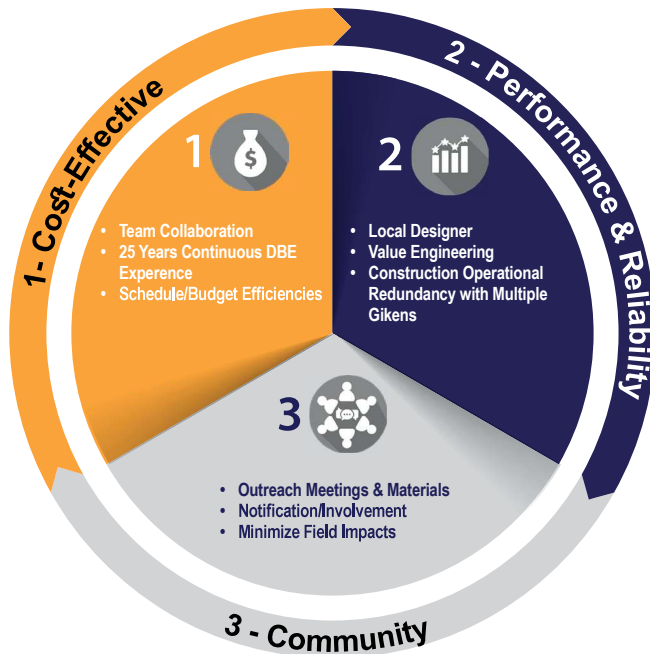 1- Cost-Effective
2 - Performance & Reliability
1
$
• Team Collaboration
• 25 Years Continuous DBE
Experence
• Schedule/Budget Efficiencies
2
• Local Designer
• Value Engineering
• Construction Operational
Redundancy with Multiple
Gikens
3
• Outreach Meetings & Materials
• Notification/Involvement
• Minimize Field Impacts
3 - Community